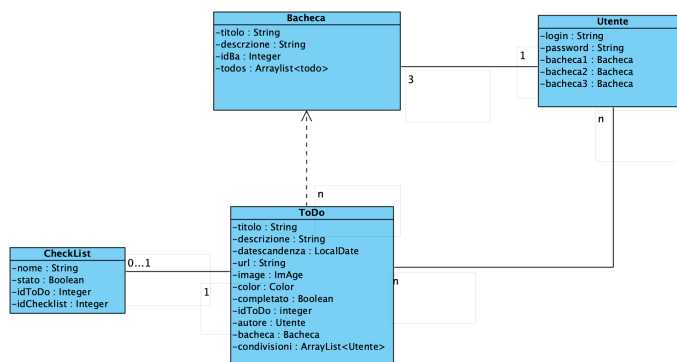 Bacheca
-titolo : String
-descrzione : String
-idBa : Integer
-todos : Arraylist<todo>
Utente
-login : String
-password : String
-bacheca1 : Bacheca
-bacheca2 : Bacheca
-bacheca3 : Bacheca
3
1
n
n
ToDo
-titolo : String
-descrizione : String
-datescandenza : LocalDate
-url : String
-image : ImAge
-color : Color
-completato : Boolean
-idToDo : integer
-autore : Utente
-bacheca : Bacheca
-condivisioni : ArrayList<Utente>
n
CheckList
-nome : String
-stato : Boolean
-idToDo : Integer
-idChecklist : Integer
0...1
1